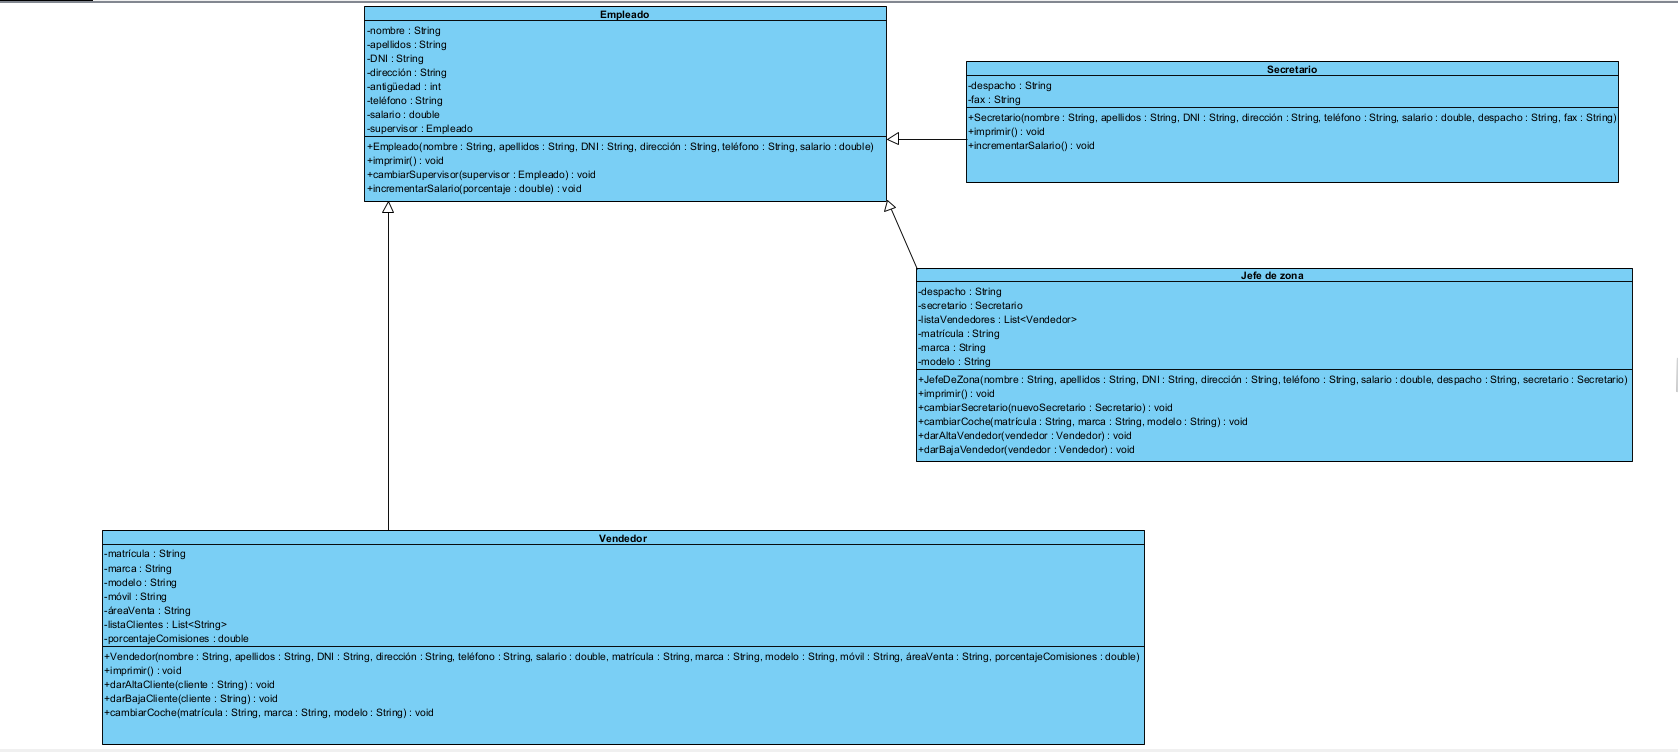 Empleado
-nombre : String
-apellidos : String
-DNI : String
-dirección : String
-antigüedad : int
-teléfono : String
-salario : double
-supervisor : Empleado
+Empleado(nombre : String, apellidos : String, DNI : String, dirección : String, teléfono : String, salario : double)
+imprimir() : void
+cambiarSupervisor(supervisor : Empleado) : void
+incrementarSalario(porcentaje : double) : void
Secretario
-despacho : String
-fax : String
+Secretario(nombre : String, apellidos : String, DNI : String, dirección : String, teléfono : String, salario : double, despacho : String, fax : String)
+imprimir() : void
+incrementarSalario() : void
Jefe de zona
-despacho : String
-secretario : Secretario
-listaVendedores : List<Vendedor>
-matrícula : String
-marca : String
-modelo : String
+JefeDeZona(nombre : String, apellidos : String, DNI : String, dirección : String, teléfono : String, salario : double, despacho : String, secretario : Secretario)
+imprimir() : void
+cambiarSecretario(nuevoSecretario : Secretario) : void
+cambiarCoche(matrícula : String, marca : String, modelo : String) : void
+darAltaVendedor(vendedor : Vendedor) : void
+darBajaVendedor(vendedor : Vendedor) : void
Vendedor
-matrícula : String
-marca : String
-modelo : String
-móvil : String
-áreaVenta : String
-listaClientes : List<String>
-porcentajeComisiones : double
+Vendedor(nombre : String, apellidos : String, DNI : String, dirección : String, teléfono : String, salario : double, matrícula : String, marca : String, modelo : String, móvil : String, áreaVenta : String, porcentajeComisiones : double)
+imprimir() : void
+darAltaCliente(cliente : String) : void
+darBajaCliente(cliente : String) : void
+cambiarCoche(matrícula : String, marca : String, modelo : String) : void